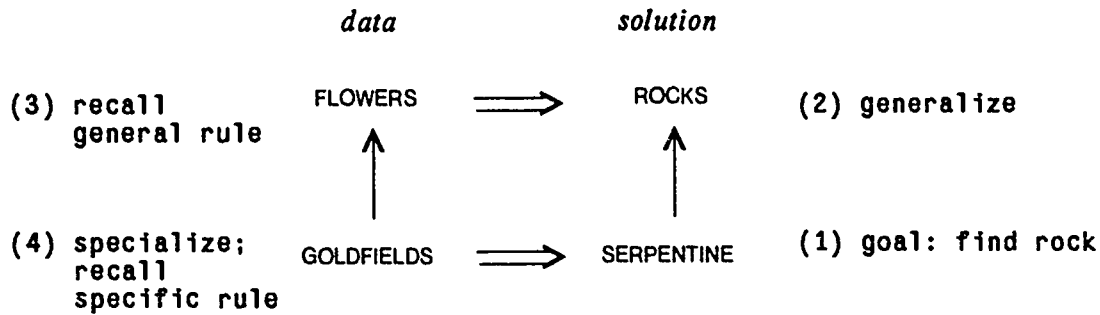 data solution
(3) recall FLOWERS ROCKS (2) generalize
general rule
(4) specialize; GOLDFIELDS SERPENTINE (1) goal: find rock
recall
specific rule